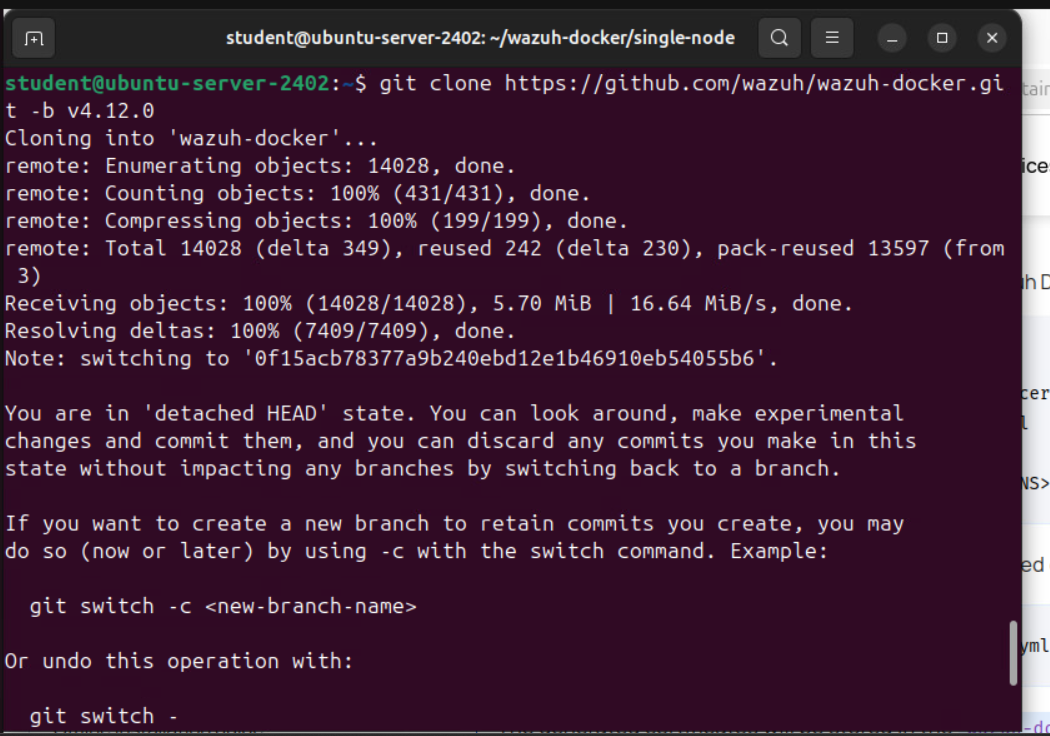 student@ubuntu-server-2402: ~/wazuh-docker/single-node
student@ubuntu-server-2402:~$ git clone https://github.com/wazuh/wazuh-docker.gi
t -b v4.12.0
Cloning into 'wazuh-docker'...
remote: Enumerating objects: 14028, done.
remote: Counting objects: 100% (431/431), done.
remote: Compressing objects: 100% (199/199), done.
remote: Total 14028 (delta 349), reused 242 (delta 230), pack-reused 13597 (from
 3)
Receiving objects: 100% (14028/14028), 5.70 MiB | 16.64 MiB/s, done.
Resolving deltas: 100% (7409/7409), done.
Note: switching to '0f15acb78377a9b240ebd12e1b46910eb54055b6'.

You are in 'detached HEAD' state. You can look around, make experimental
changes and commit them, and you can discard any commits you make in this
state without impacting any branches by switching back to a branch.

If you want to create a new branch to retain commits you create, you may
do so (now or later) by using -c with the switch command. Example:

  git switch -c <new-branch-name>

Or undo this operation with:

  git switch -